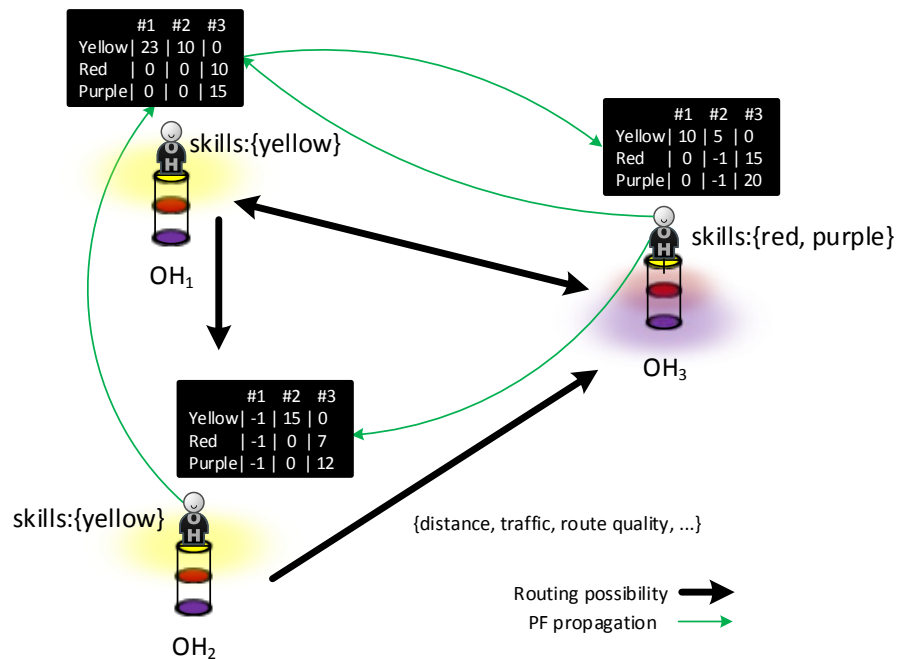 #1 #2 #3
Yellow| 23 | 10 | 0
Red | 0 | 0 | 10
Purple| 0 | 0 | 15
#1 #2 #3
Yellow | 10 | 5 | 0
Red | 0 | -1 | 15
Purple | 0 | -1 | 20
OH
skills:{yellow}
OH
skills:{red, purple}
OH₁
OH₃
#1 #2 #3
Yellow| -1 | 15 | 0
Red | -1 | 0 | 7
Purple| -1 | 0 | 12
skills:{yellow}
OH
{distance, traffic, route quality, ...}
Routing possibility
PF propagation
OH₂